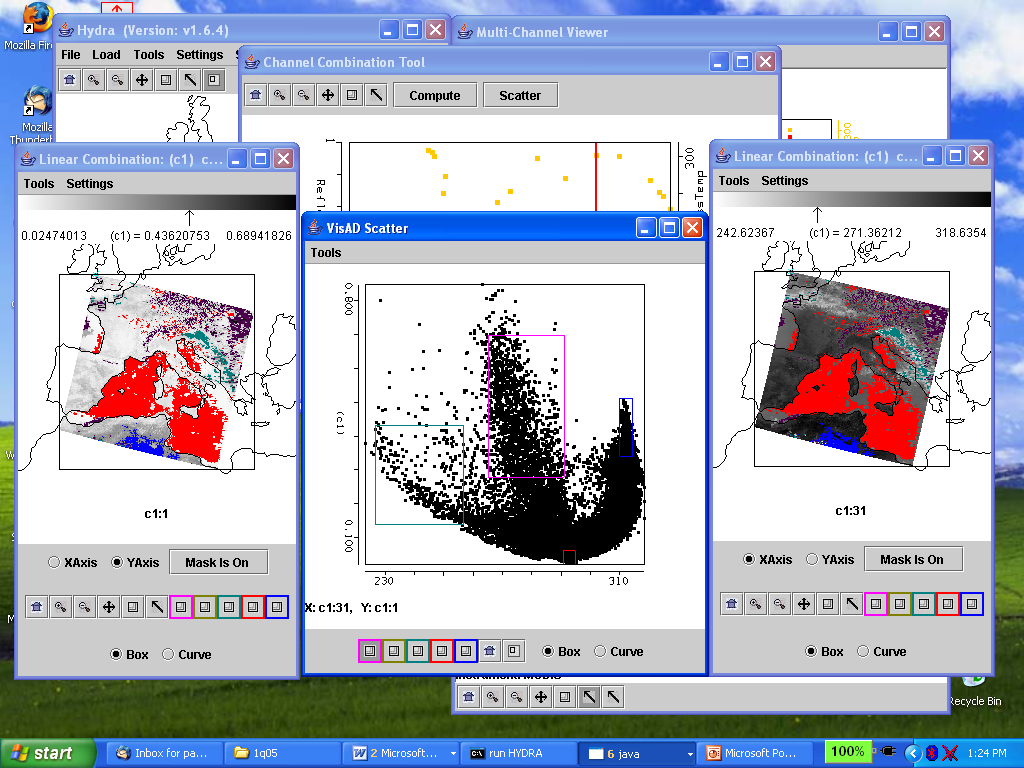 Mozilla Fire
Mozilla
Thunderb
Hydra (Version: v1.6.4)
File Load Tools Settings
Multi-Channel Viewer
Channel Combination Tool
Compute Scatter
300
Linear Combination: (c1) c...
Tools Settings
0.02474013 (c1) = 0.43620753 0.68941826
c1:1
XAxis YAxis Mask Is On
Box Curve
VisAD Scatter
Tools
0.800
(c1)
0.100
230 310
X: c1:31, Y: c1:1
Box Curve
Linear Combination: (c1) c...
Tools Settings
242.62367 (c1) = 271.36212 318.6354
c1:31
XAxis YAxis Mask Is On
Box Curve
Recycle Bin
start
Inbox for pa...
1q05
2 Microsoft...
run HYDRA
6 java
Microsoft Po...
100%
1:24 PM